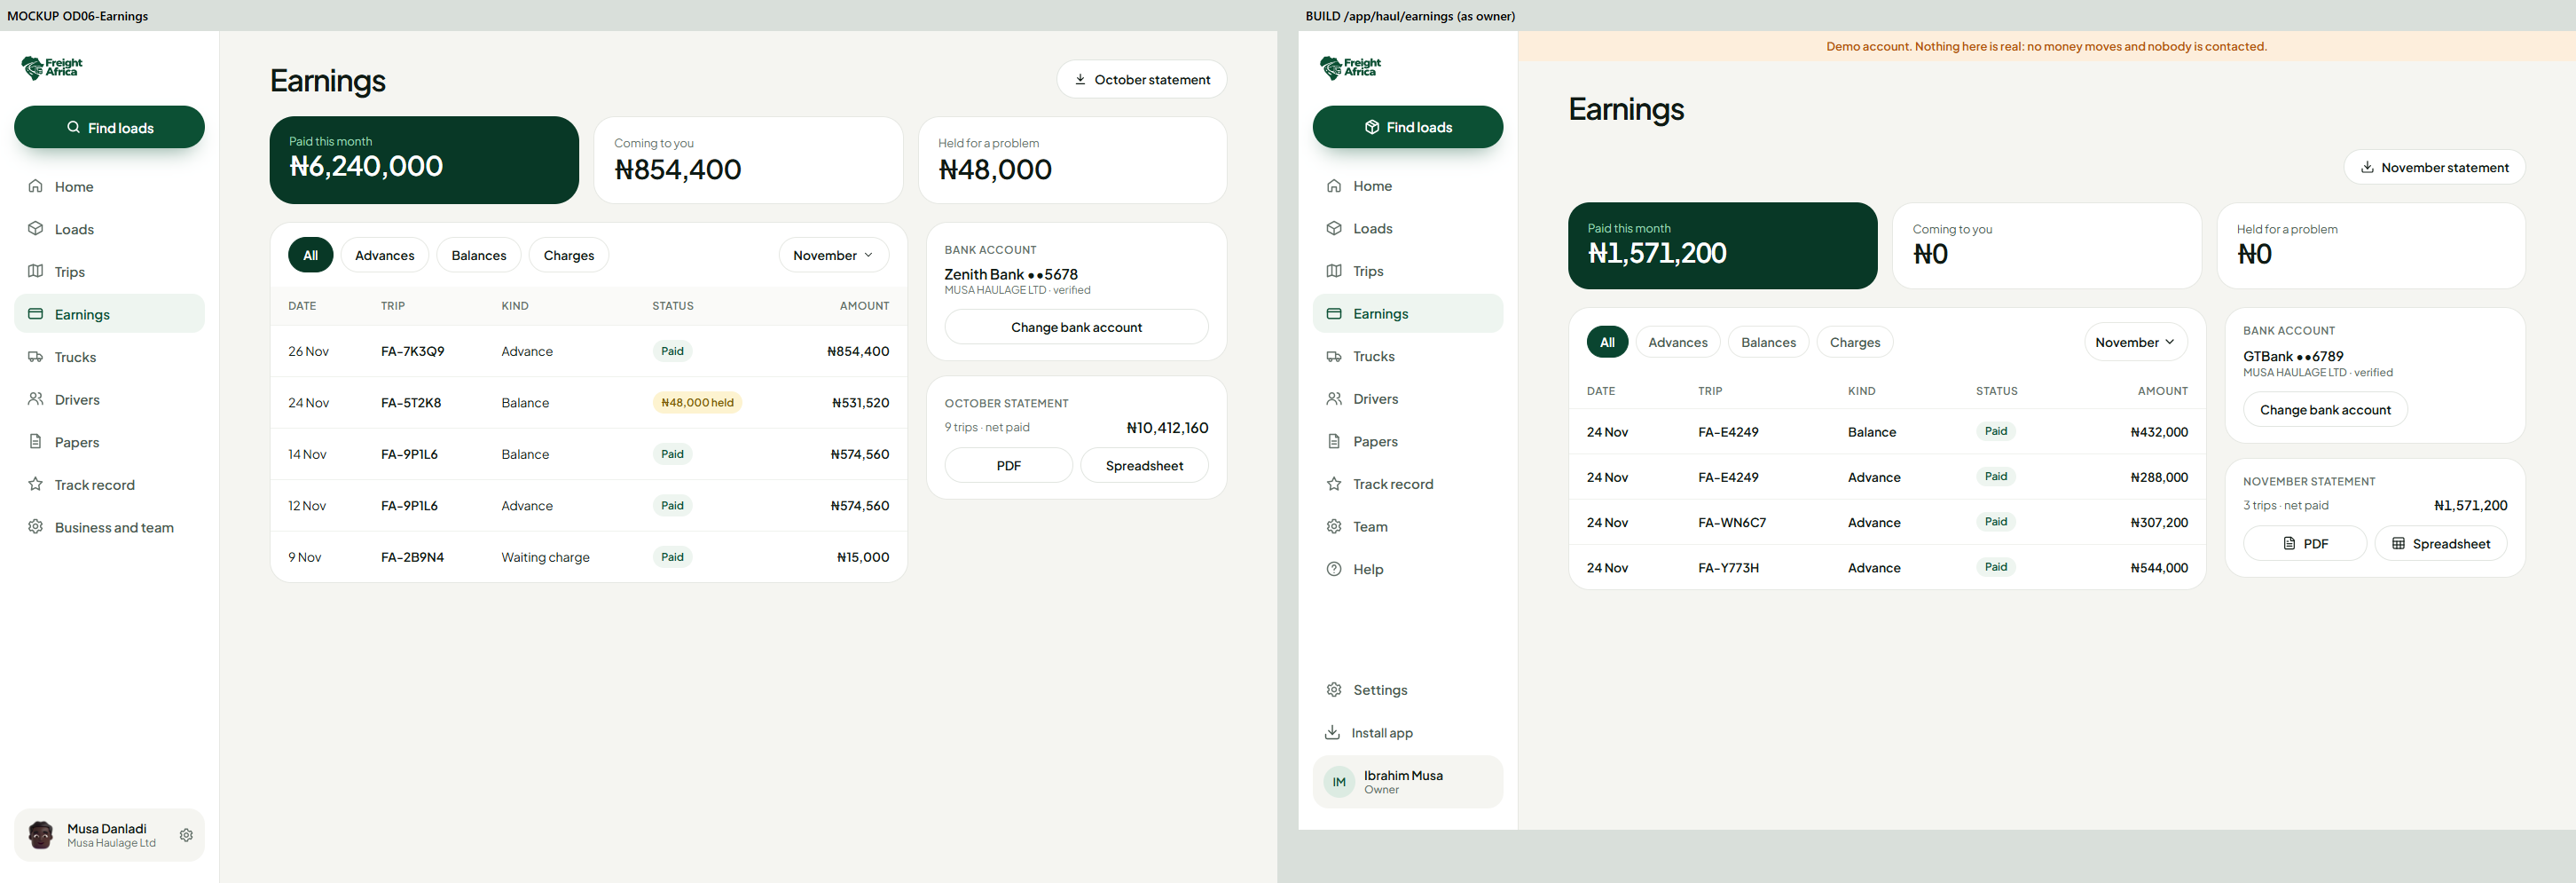 MOCKUP OD06-Earnings
Freight
Africa
Find loads
Home
Loads
Trips
Earnings
Trucks
Drivers
Papers
Track record
Business and team
Musa Danladi
Musa Haulage Ltd
Earnings
October statement
Paid this month
₦6,240,000
Coming to you
₦854,400
Held for a problem
₦48,000
All Advances Balances Charges November
DATE TRIP KIND STATUS AMOUNT
26 Nov FA-7K3Q9 Advance Paid ₦854,400
24 Nov FA-5T2K8 Balance ₦48,000 held ₦531,520
14 Nov FA-9P1L6 Balance Paid ₦574,560
12 Nov FA-9P1L6 Advance Paid ₦574,560
9 Nov FA-2B9N4 Waiting charge Paid ₦15,000
BANK ACCOUNT
Zenith Bank ••5678
MUSA HAULAGE LTD · verified
Change bank account
OCTOBER STATEMENT
9 trips · net paid ₦10,412,160
PDF Spreadsheet
BUILD /app/haul/earnings (as owner)
Freight
Africa
Find loads
Home
Loads
Trips
Earnings
Trucks
Drivers
Papers
Track record
Team
Help
Settings
Install app
IM
Ibrahim Musa
Owner
Demo account. Nothing here is real: no money moves and nobody is contacted.
Earnings
November statement
Paid this month
₦1,571,200
Coming to you
₦0
Held for a problem
₦0
All Advances Balances Charges November
DATE TRIP KIND STATUS AMOUNT
24 Nov FA-E4249 Balance Paid ₦432,000
24 Nov FA-E4249 Advance Paid ₦288,000
24 Nov FA-WN6C7 Advance Paid ₦307,200
24 Nov FA-Y773H Advance Paid ₦544,000
BANK ACCOUNT
GTBank ••6789
MUSA HAULAGE LTD · verified
Change bank account
NOVEMBER STATEMENT
3 trips · net paid ₦1,571,200
PDF Spreadsheet